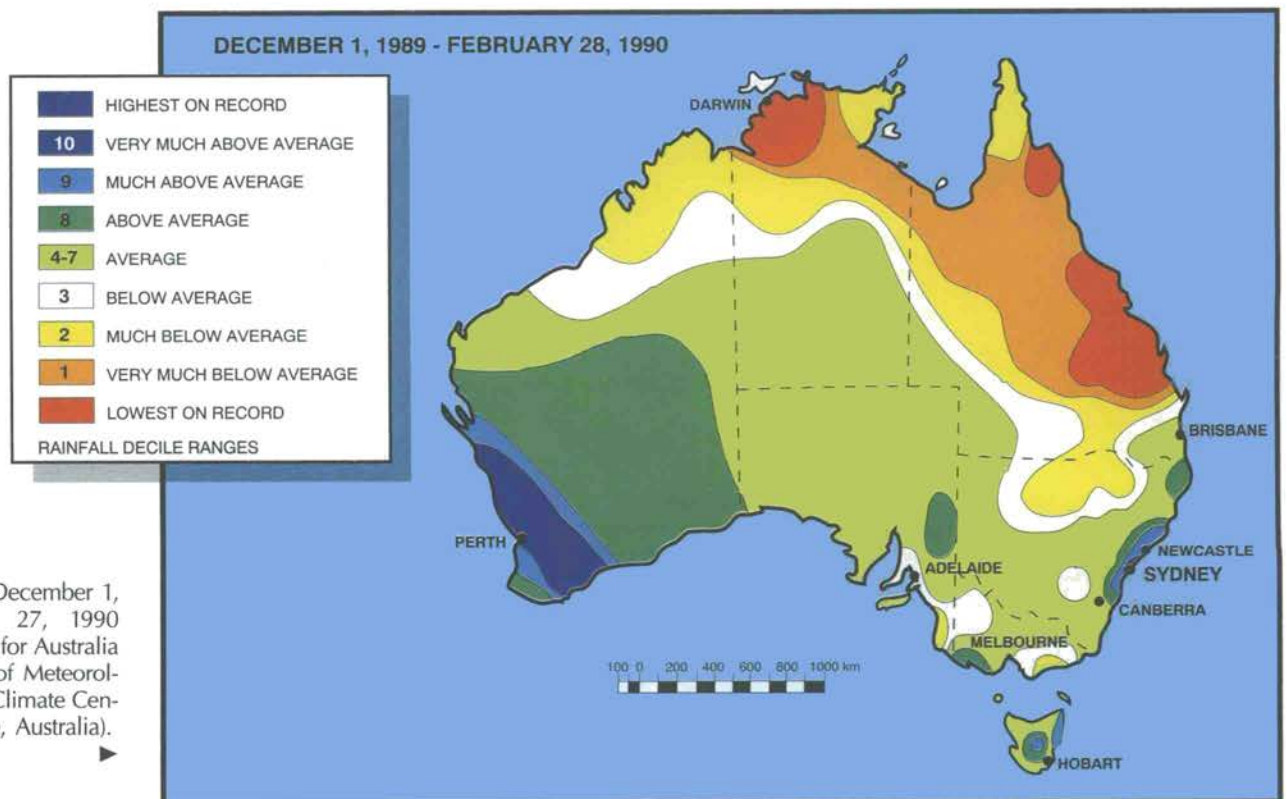 DECEMBER 1, 1989 - FEBRUARY 28, 1990
HIGHEST ON RECORD
10 VERY MUCH ABOVE AVERAGE
9 MUCH ABOVE AVERAGE
8 ABOVE AVERAGE
4-7 AVERAGE
3 BELOW AVERAGE
2 MUCH BELOW AVERAGE
1 VERY MUCH BELOW AVERAGE
LOWEST ON RECORD
RAINFALL DECILE RANGES
DARWIN
BRISBANE
PERTH
NEWCASTLE
ADELAIDE
SYDNEY
CANBERRA
MELBOURNE
100 0 200 400 600 800 1000 km
HOBART
December 1,
27, 1990
for Australia
of Meteorol-
Climate Cen-
, Australia).